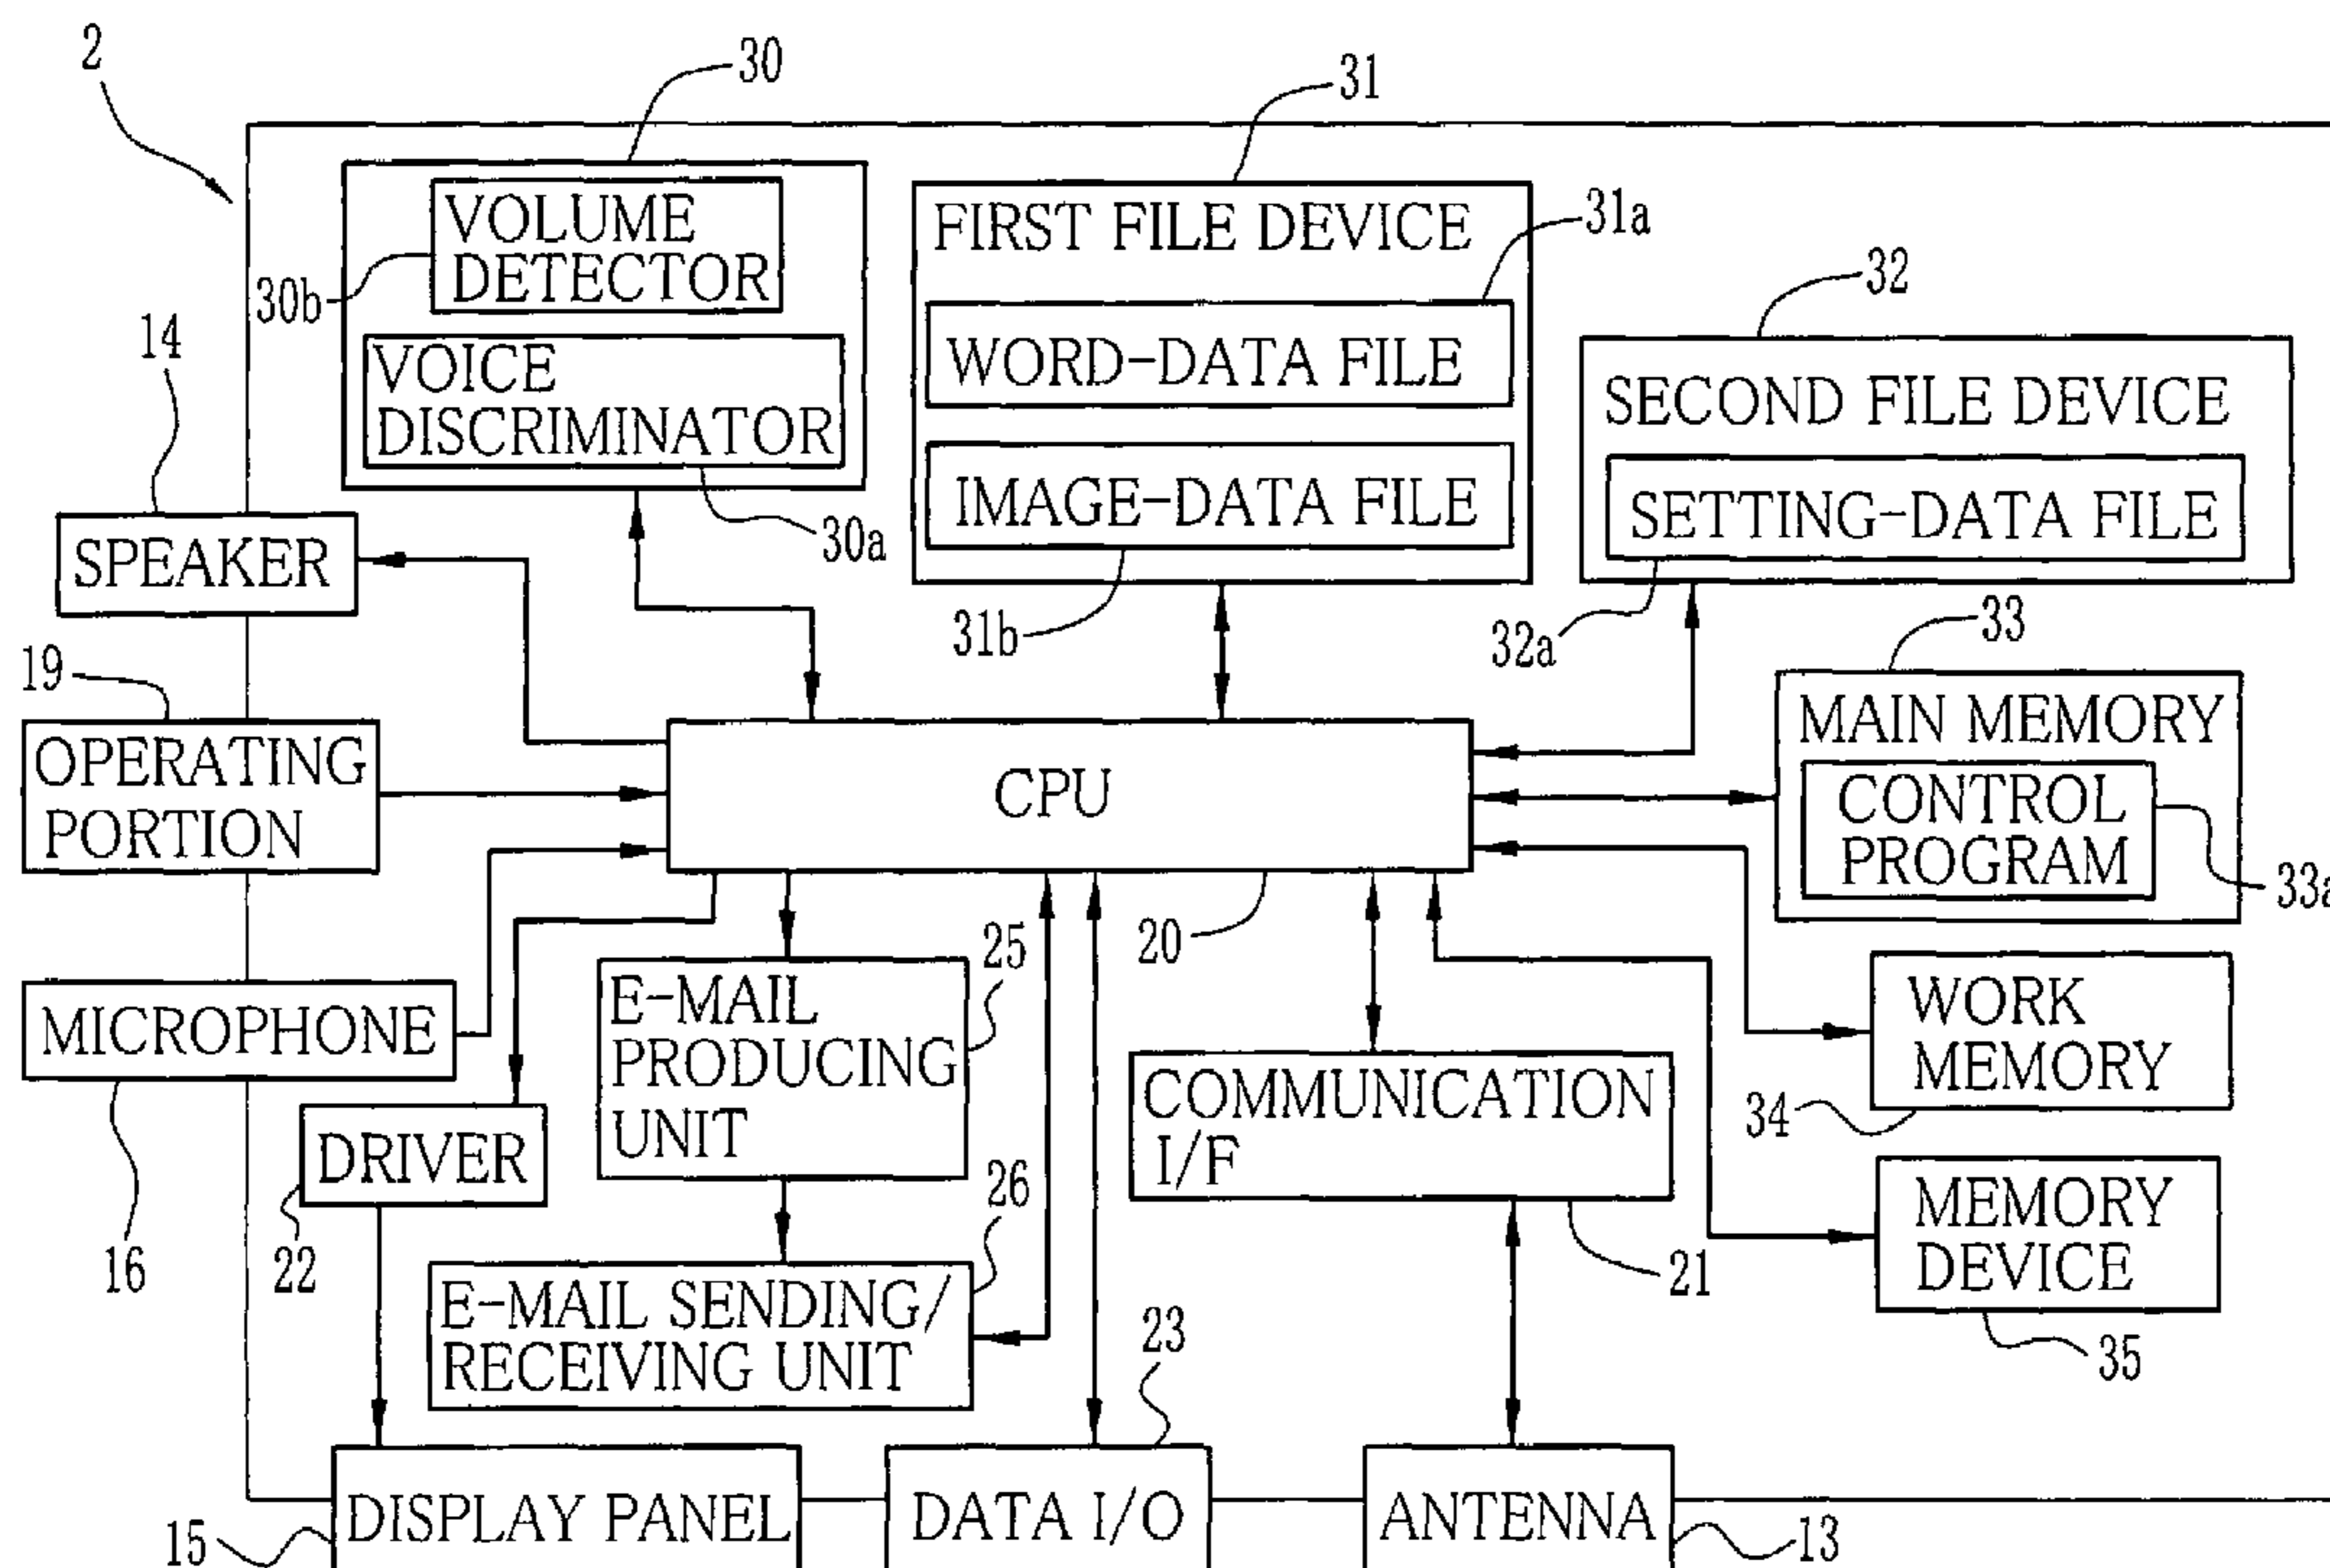 2
30
31
VOLUME
DETECTOR
30b
VOICE
DISCRIMINATOR
30a
FIRST FILE DEVICE
31a
WORD-DATA FILE
IMAGE-DATA FILE
31b
32
SECOND FILE DEVICE
SETTING-DATA FILE
32a
14
SPEAKER
19
OPERATING
PORTION
CPU
20
33
MAIN MEMORY
CONTROL
PROGRAM
33a
MICROPHONE
16
DRIVER
22
25
E-MAIL
PRODUCING
UNIT
26
E-MAIL SENDING/
RECEIVING UNIT
COMMUNICATION
I/F
21
WORK
MEMORY
34
MEMORY
DEVICE
35
23
DISPLAY PANEL
15
DATA I/O
ANTENNA
13